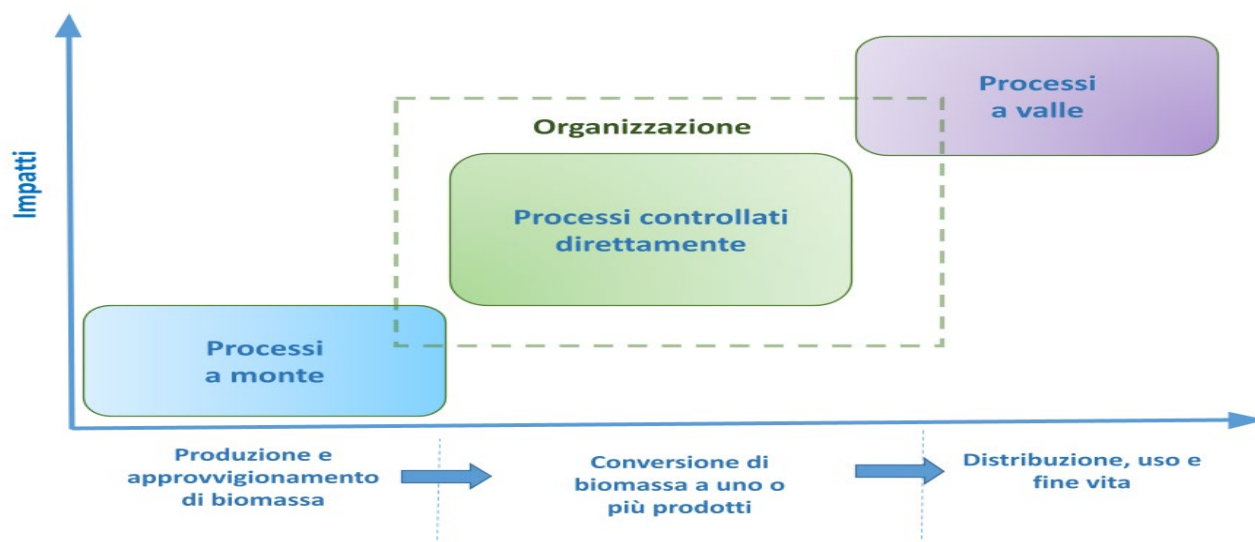 Impatti
Processi
a valle
Organizzazione
Processi controllati
direttamente
Processi
a monte
Produzione e
approvvigionamento
di biomassa
Conversione di
biomassa a uno o
più prodotti
Distribuzione, uso e
fine vita